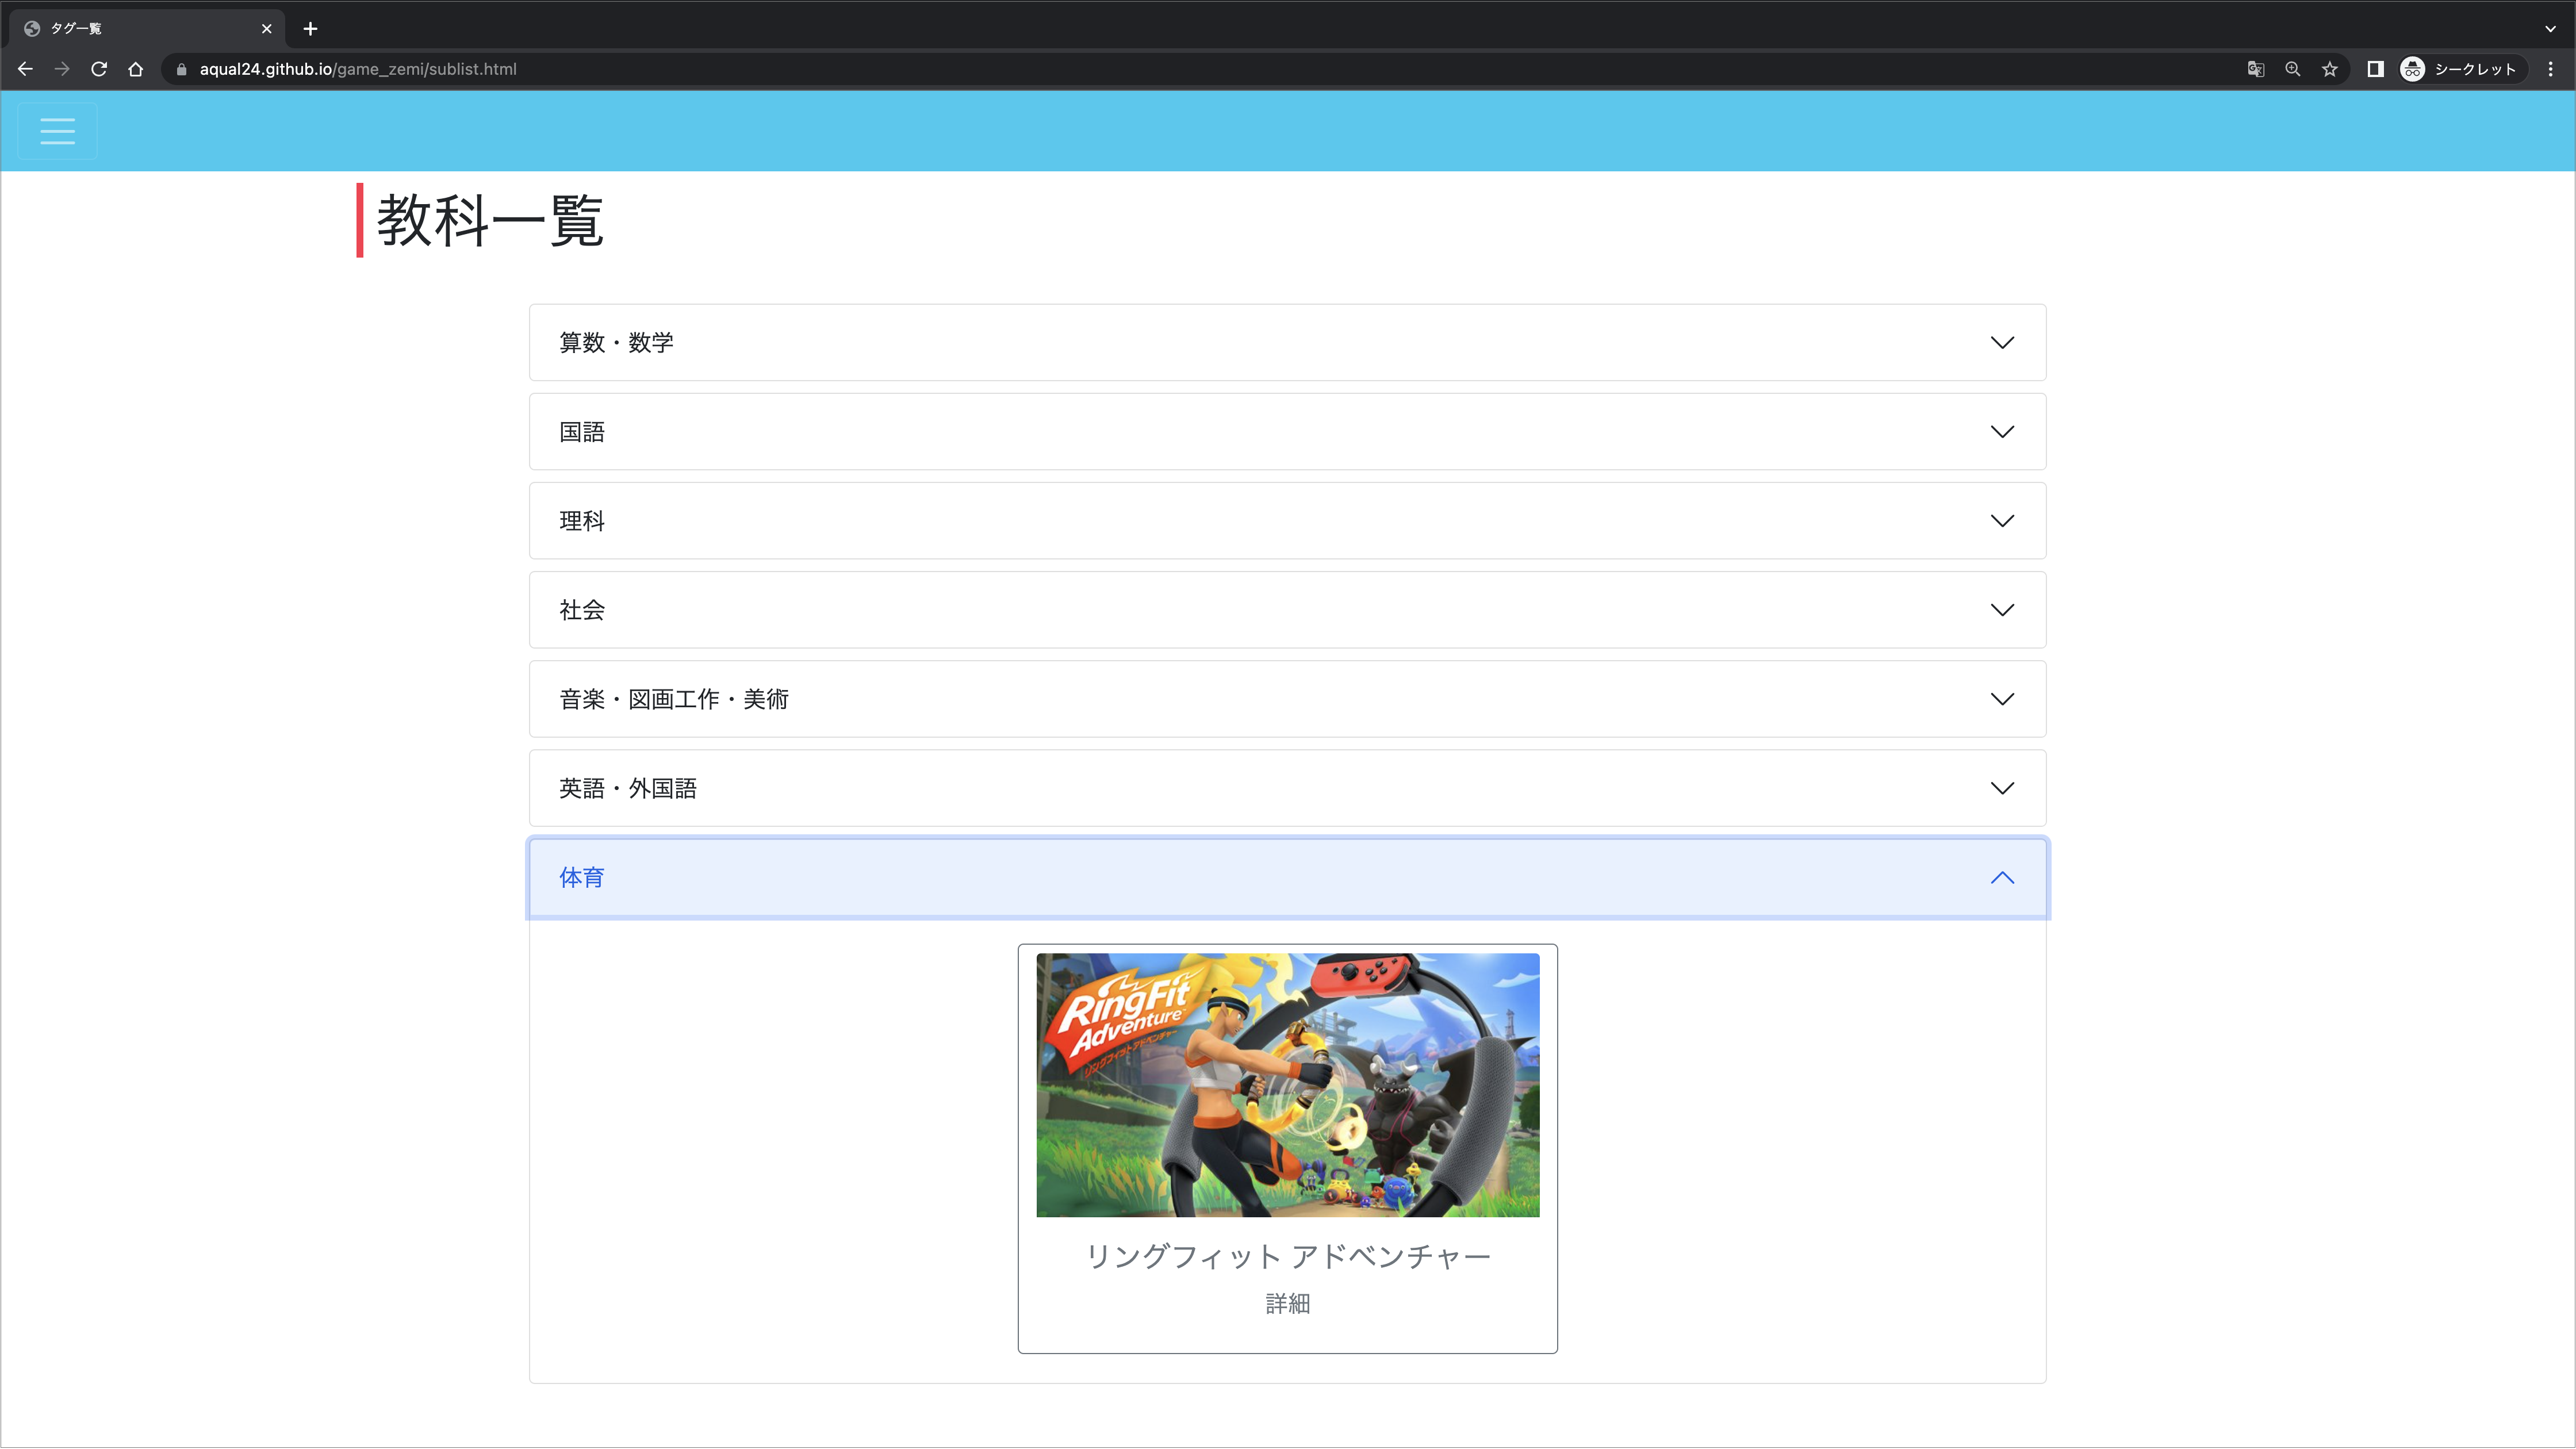 タグ一覧
aqual24.github.io/game_zemi/sublist.html
シークレット
教科一覧
算数・数学
国語
理科
社会
音楽・図画工作・美術
英語・外国語
体育
RingFit
Adventure
リングフィット アドベンチャー
リングフィット アドベンチャー
詳細